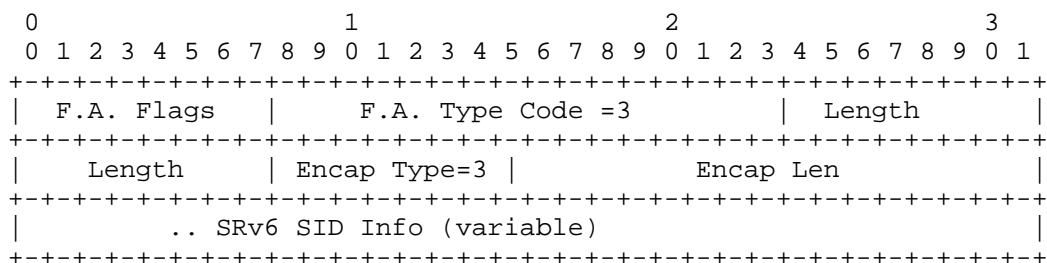 0                   1                   2                   3
 0 1 2 3 4 5 6 7 8 9 0 1 2 3 4 5 6 7 8 9 0 1 2 3 4 5 6 7 8 9 0 1
+-+-+-+-+-+-+-+-+-+-+-+-+-+-+-+-+-+-+-+-+-+-+-+-+-+-+-+-+-+-+-+-+
|  F.A. Flags   |     F.A. Type Code =3         |  Length       |
+-+-+-+-+-+-+-+-+-+-+-+-+-+-+-+-+-+-+-+-+-+-+-+-+-+-+-+-+-+-+-+-+
|    Length     | Encap Type=3 |           Encap Len            |
+-+-+-+-+-+-+-+-+-+-+-+-+-+-+-+-+-+-+-+-+-+-+-+-+-+-+-+-+-+-+-+-+
|         .. SRv6 SID Info (variable)                           |
+-+-+-+-+-+-+-+-+-+-+-+-+-+-+-+-+-+-+-+-+-+-+-+-+-+-+-+-+-+-+-+-+